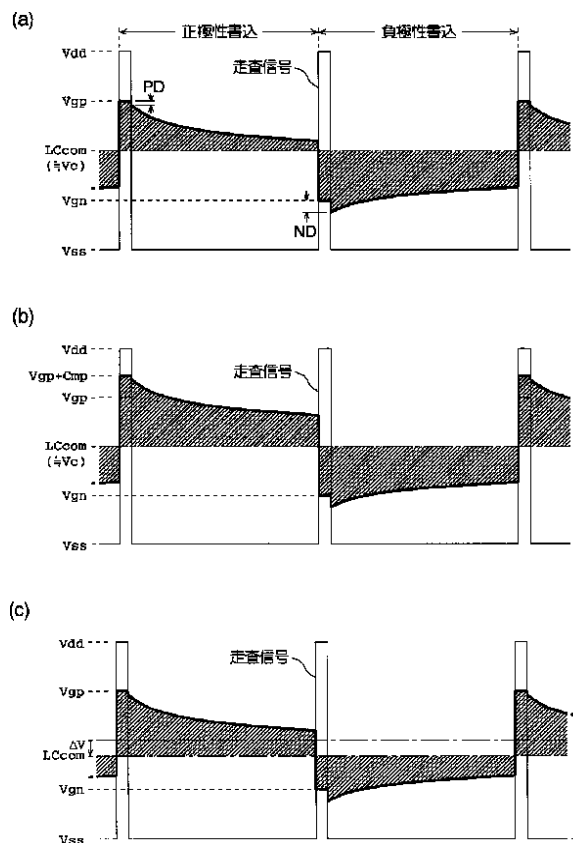 (a)
正極性書込
負極性書込
Vdd
走査信号
PD
Vgp
LCcom
(≒Vc)
Vgn
ND
Vss
(b)
Vdd
走査信号
Vgp+Cmp
Vgp
LCcom
(≒Vc)
Vgn
Vss
(c)
Vdd
走査信号
Vgp
ΔV
LCcom
Vgn
Vss